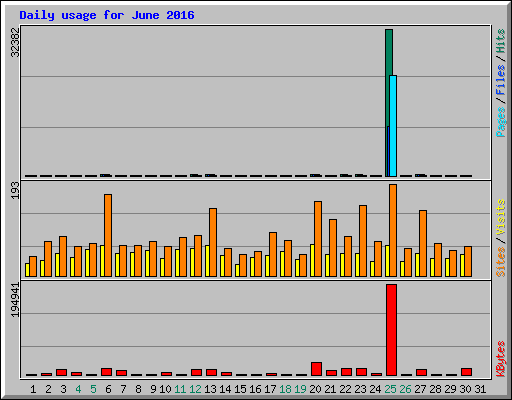 Daily usage for June 2016
32382
193
194941
Pages/Files/Hits
Sites/Visits
KBytes
1 2 3 4 5 6 7 8 9 10 11 12 13 14 15 16 17 18 19 20 21 22 23 24 25 26 27 28 29 30 31